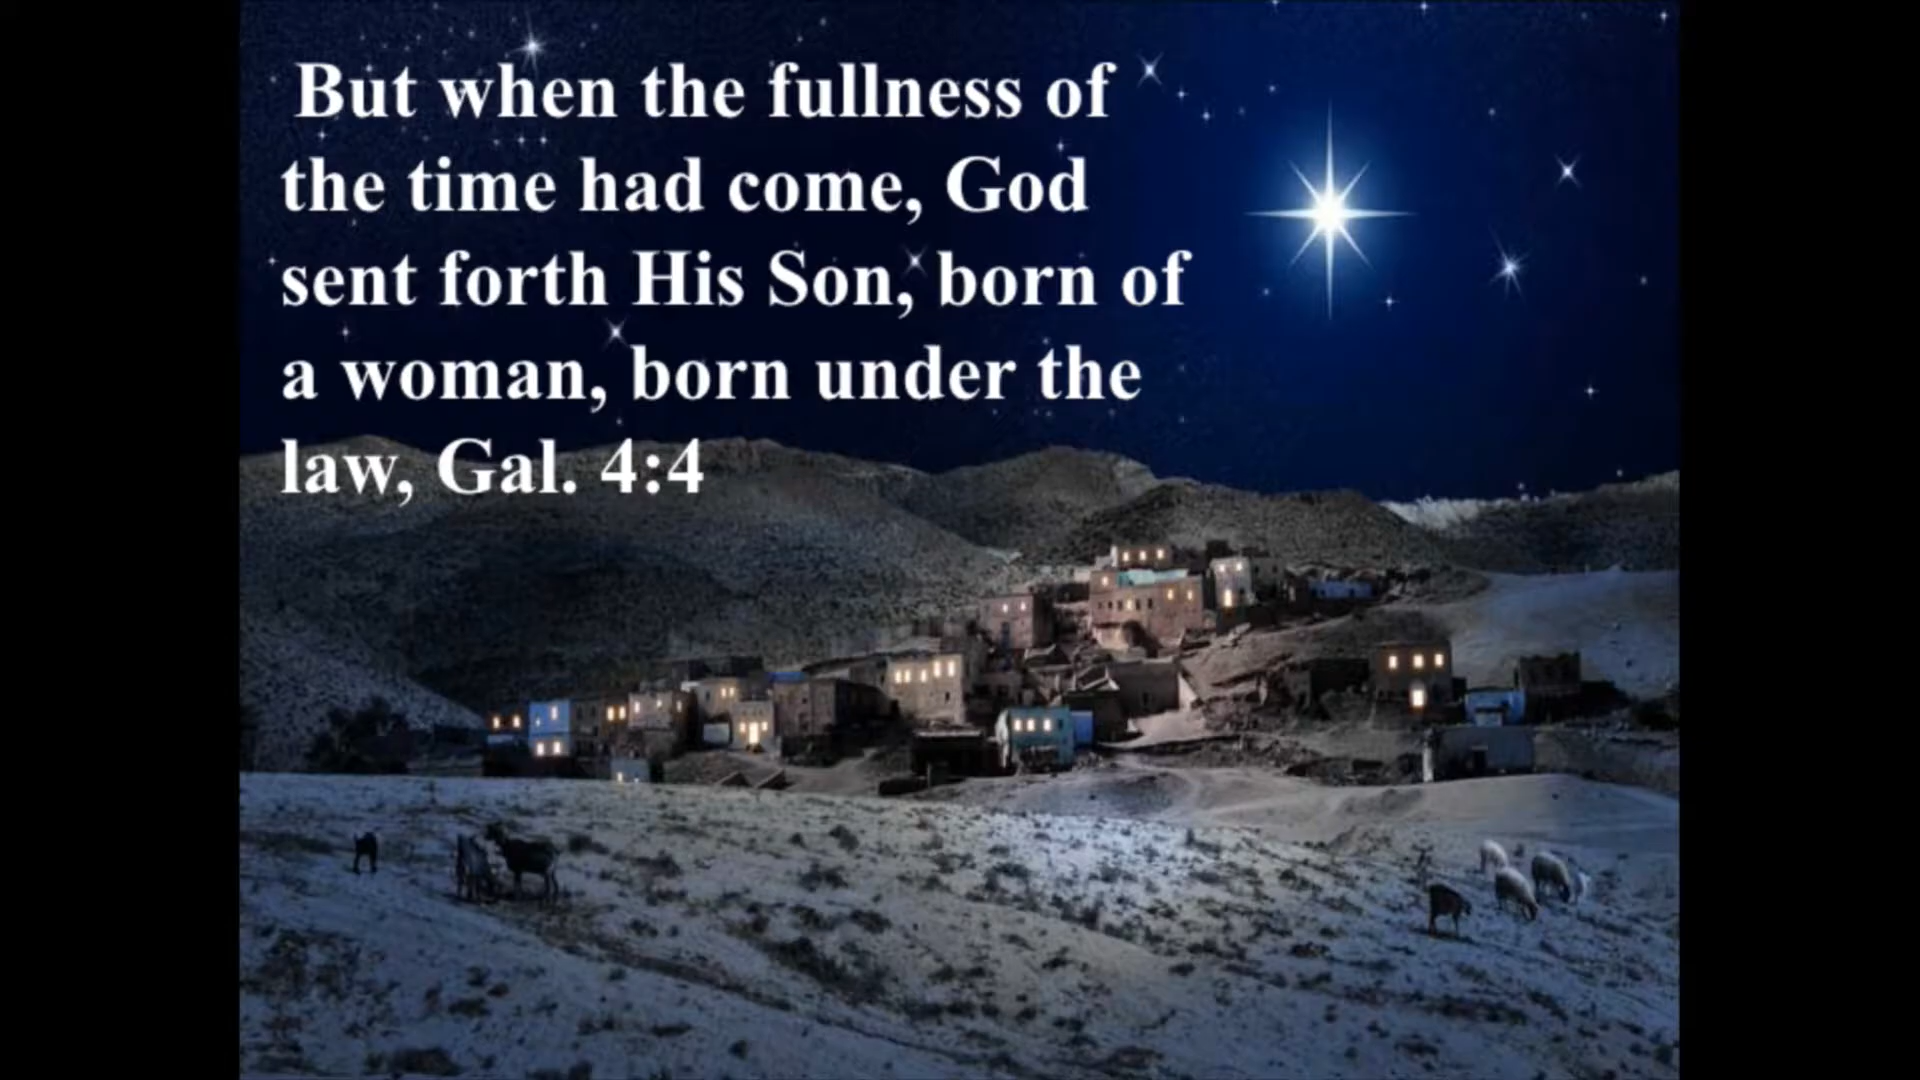 But when the fullness of
the time had come, God
sent forth His Son, born of
a woman, born under the
law, Gal. 4:4